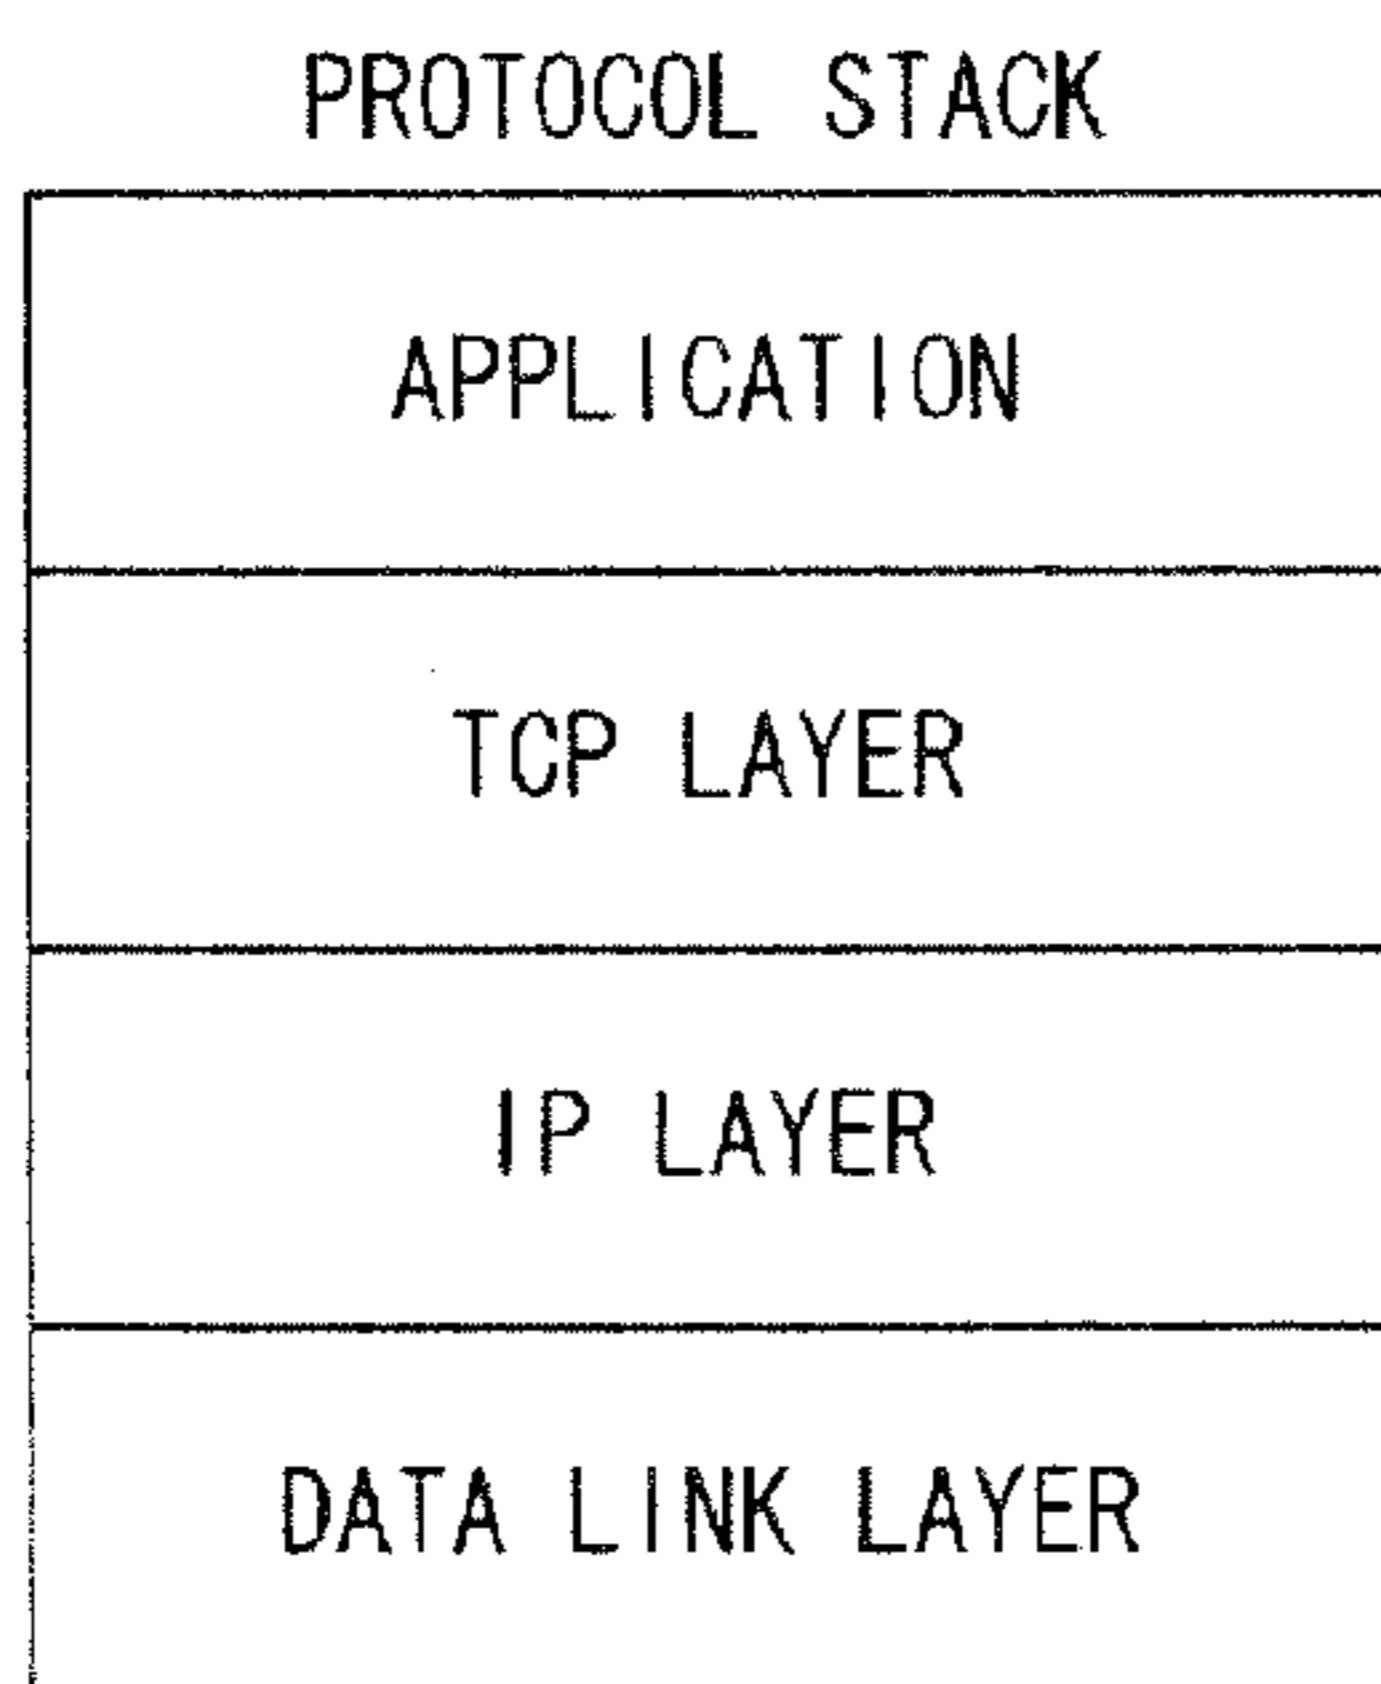 PROTOCOL STACK
APPLICATION
TCP LAYER
IP LAYER
DATA LINK LAYER